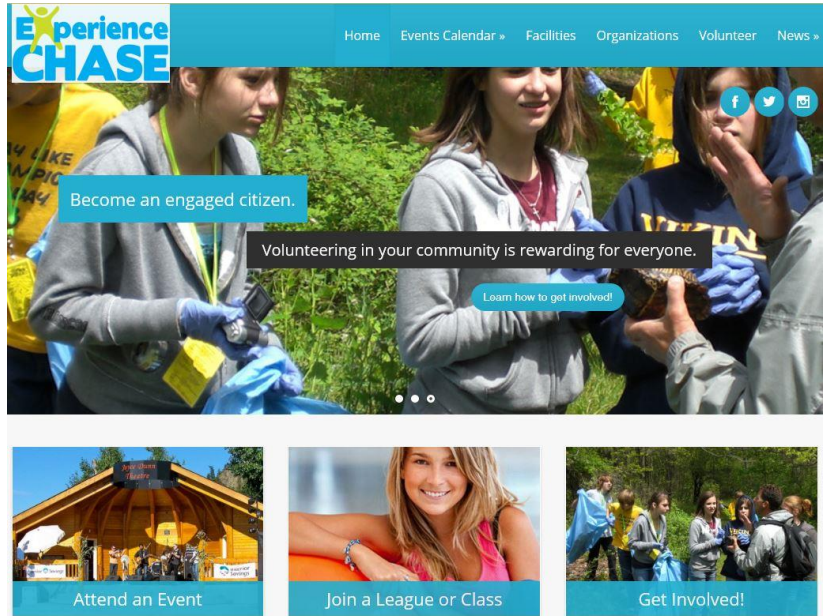 Experience
CHASE
Home Events Calendar » Facilities Organizations Volunteer News »
Become an engaged citizen.
Volunteering in your community is rewarding for everyone.
Learn how to get involved!
VIKIN
Theatre
Attend an Event
Join a League or Class
Get Involved!